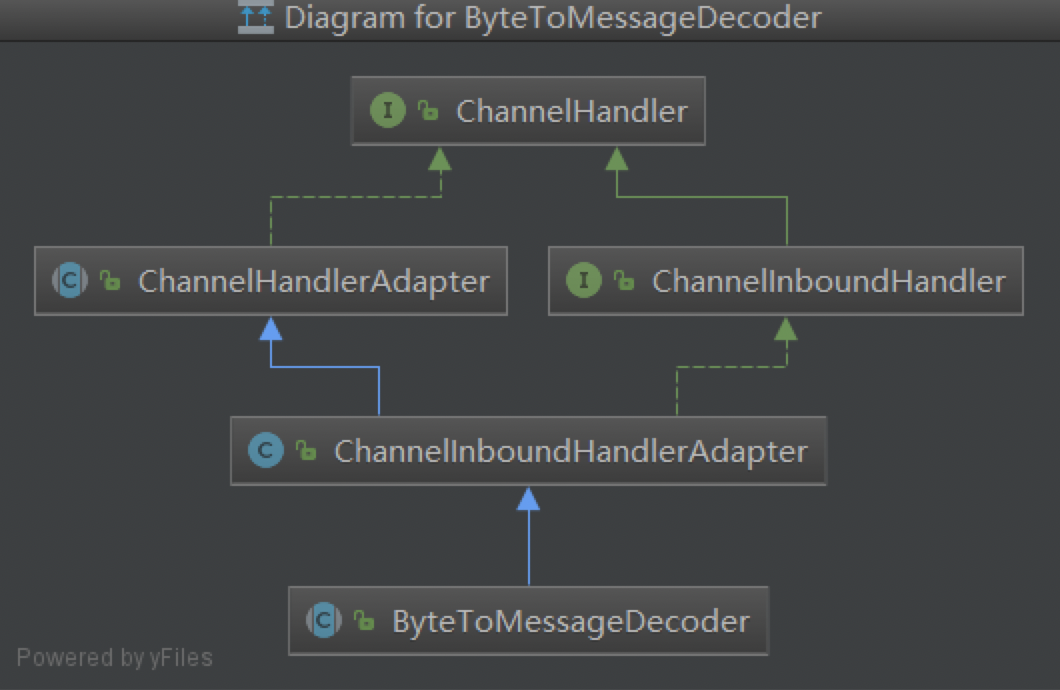 Diagram for ByteToMessageDecoder
I ChannelHandler
C ChannelHandlerAdapter
I ChannelInboundHandler
C ChannelInboundHandlerAdapter
C ByteToMessageDecoder
Powered by yFiles